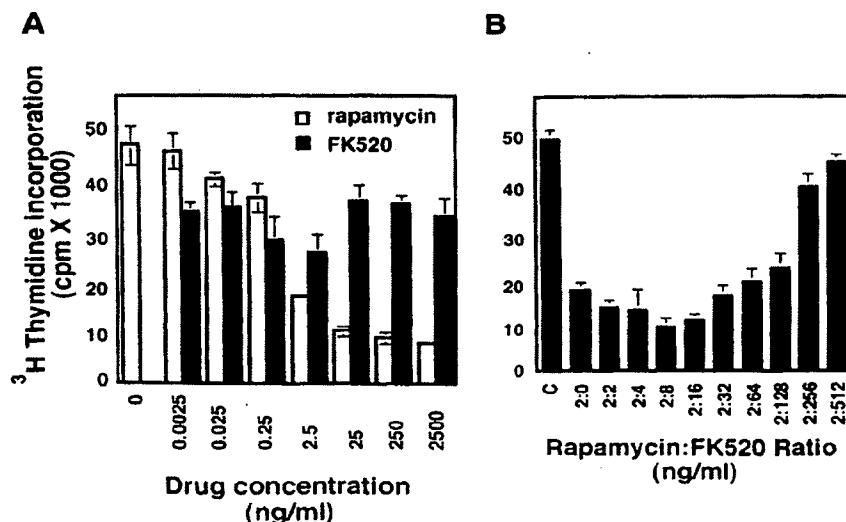 A
³H Thymidine incorporation
(cpm X 1000)
50
40
30
20
10
0
rapamycin
FK520
0
0.0025
0.025
0.25
2.5
25
250
2500
Drug concentration
(ng/ml)
B
50
40
30
20
10
0
C
2:0
2:2
2:4
2:8
2:16
2:32
2:64
2:128
2:256
2:512
Rapamycin:FK520 Ratio
(ng/ml)